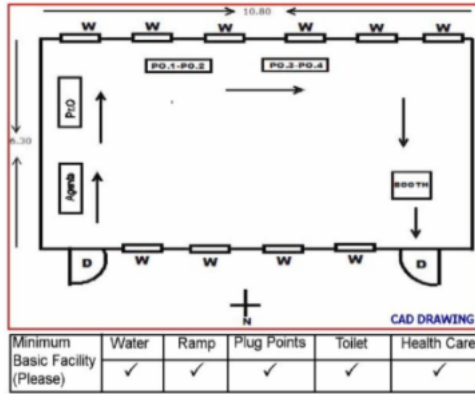 10.80
W W W W W W
PO.1-PO.2 PO.3-PO.4
Pr.O
6.30
Agents
BOOTH
D W W W W D
N
CAD DRAWING
Minimum Basic Facility (Please) Water Ramp Plug Points Toilet Health Care
✓ ✓ ✓ ✓ ✓